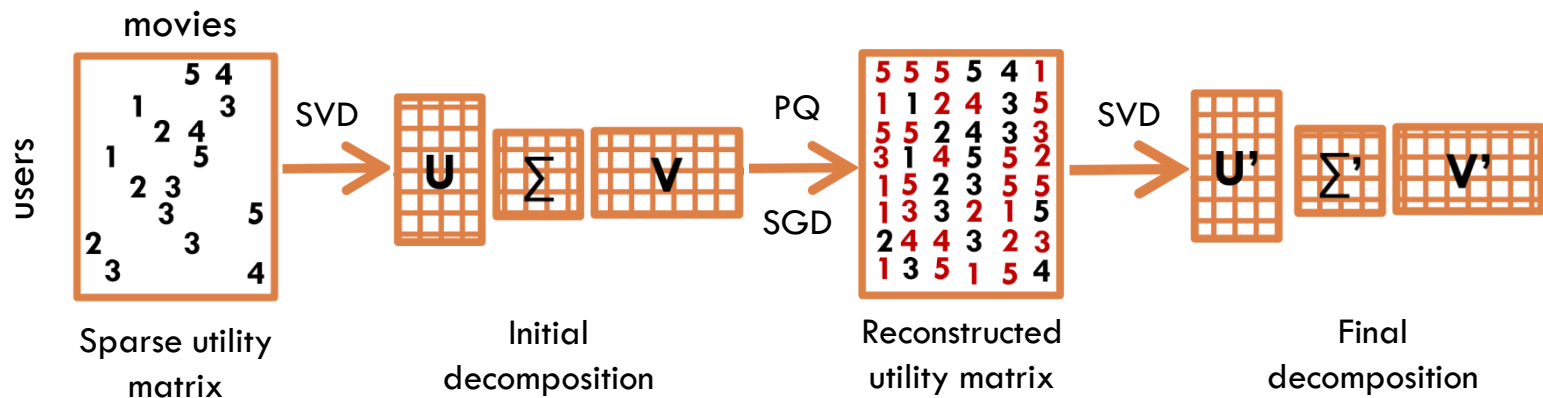 movies
users
5 4
1 3
2 4
1 5
2 3
3 5
2 3
3 4
Sparse utility
matrix
SVD
U Σ V
Initial
decomposition
PQ
SGD
5 5 5 5 4 1
1 1 2 4 3 5
5 5 2 4 3 3
3 1 4 5 5 2
1 5 2 3 5 5
1 3 3 2 1 5
2 4 4 3 2 3
1 3 5 1 5 4
Reconstructed
utility matrix
SVD
U' Σ' V'
Final
decomposition